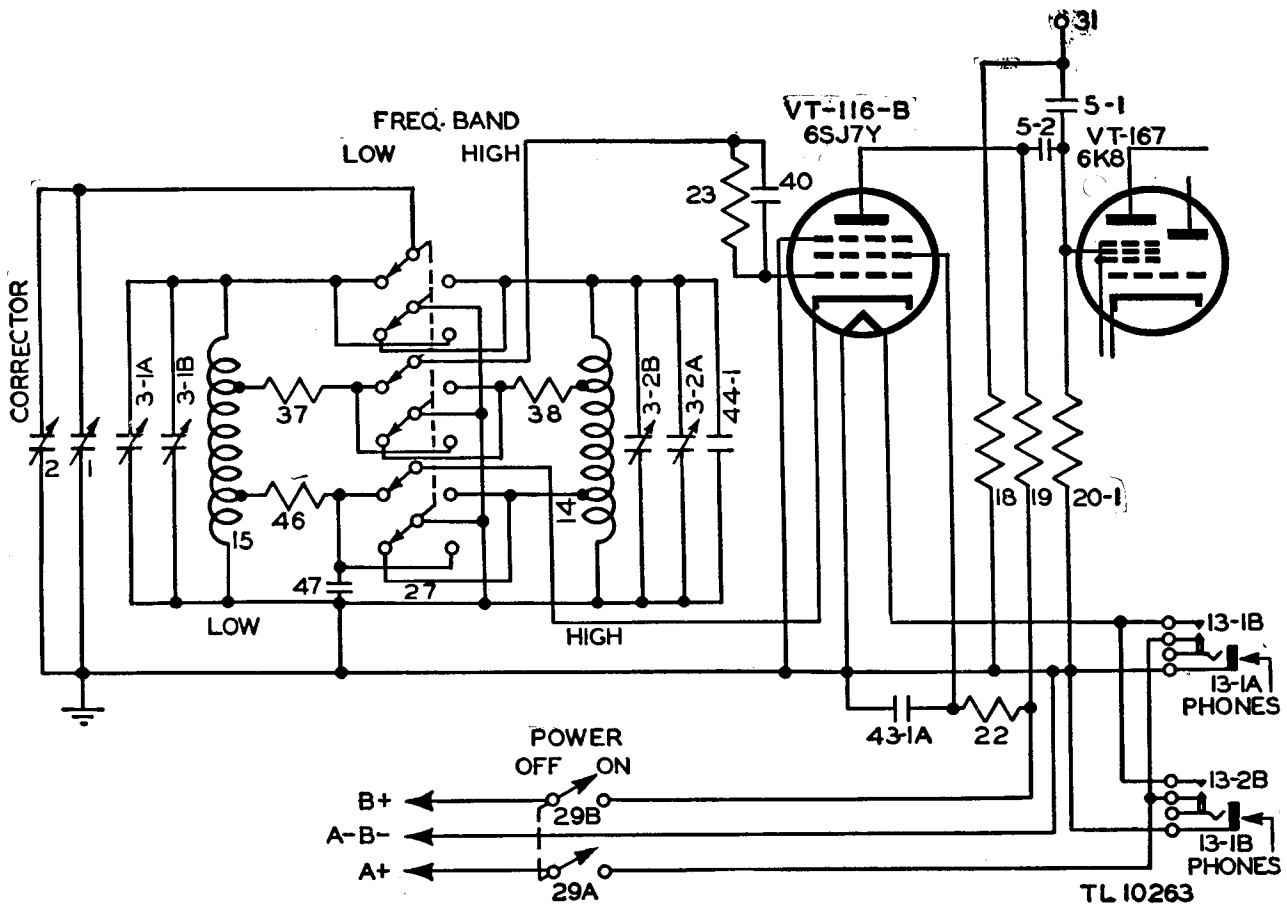 31
VT-116-B
6SJ7Y
5-1
5-2
VT-167
6K8
FREQ. BAND
LOW HIGH
23
40
CORRECTOR
3-1A
3-1B
37
38
3-2B
3-2A
44-1
2
1
46
15
14
18
19
20-1
47
27
LOW
HIGH
13-1B
13-1A
PHONES
43-1A
22
POWER
OFF ON
B+
29B
A-B-
A+
29A
13-2B
13-1B
PHONES
TL 10263